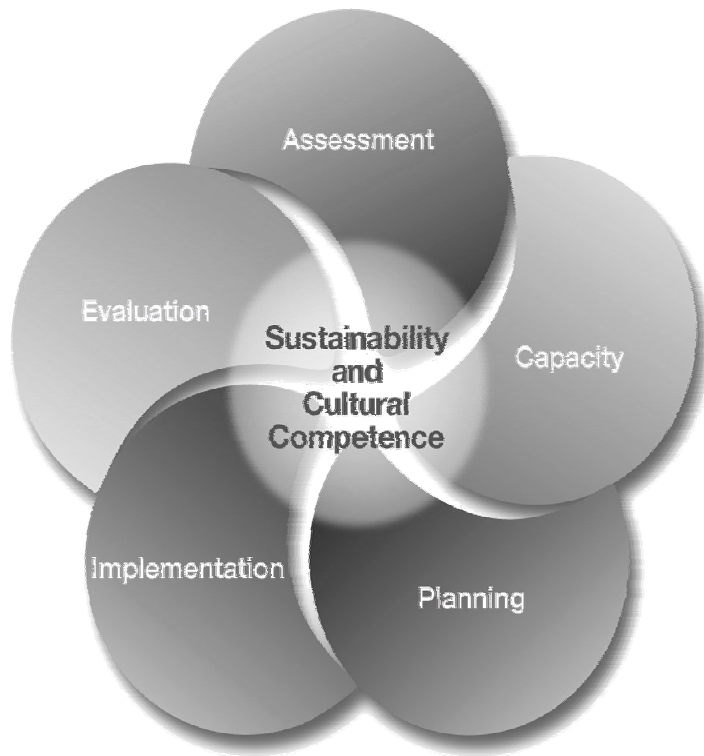 Assessment
Capacity
Planning
Implementation
Evaluation
Sustainability
and
Cultural
Competence